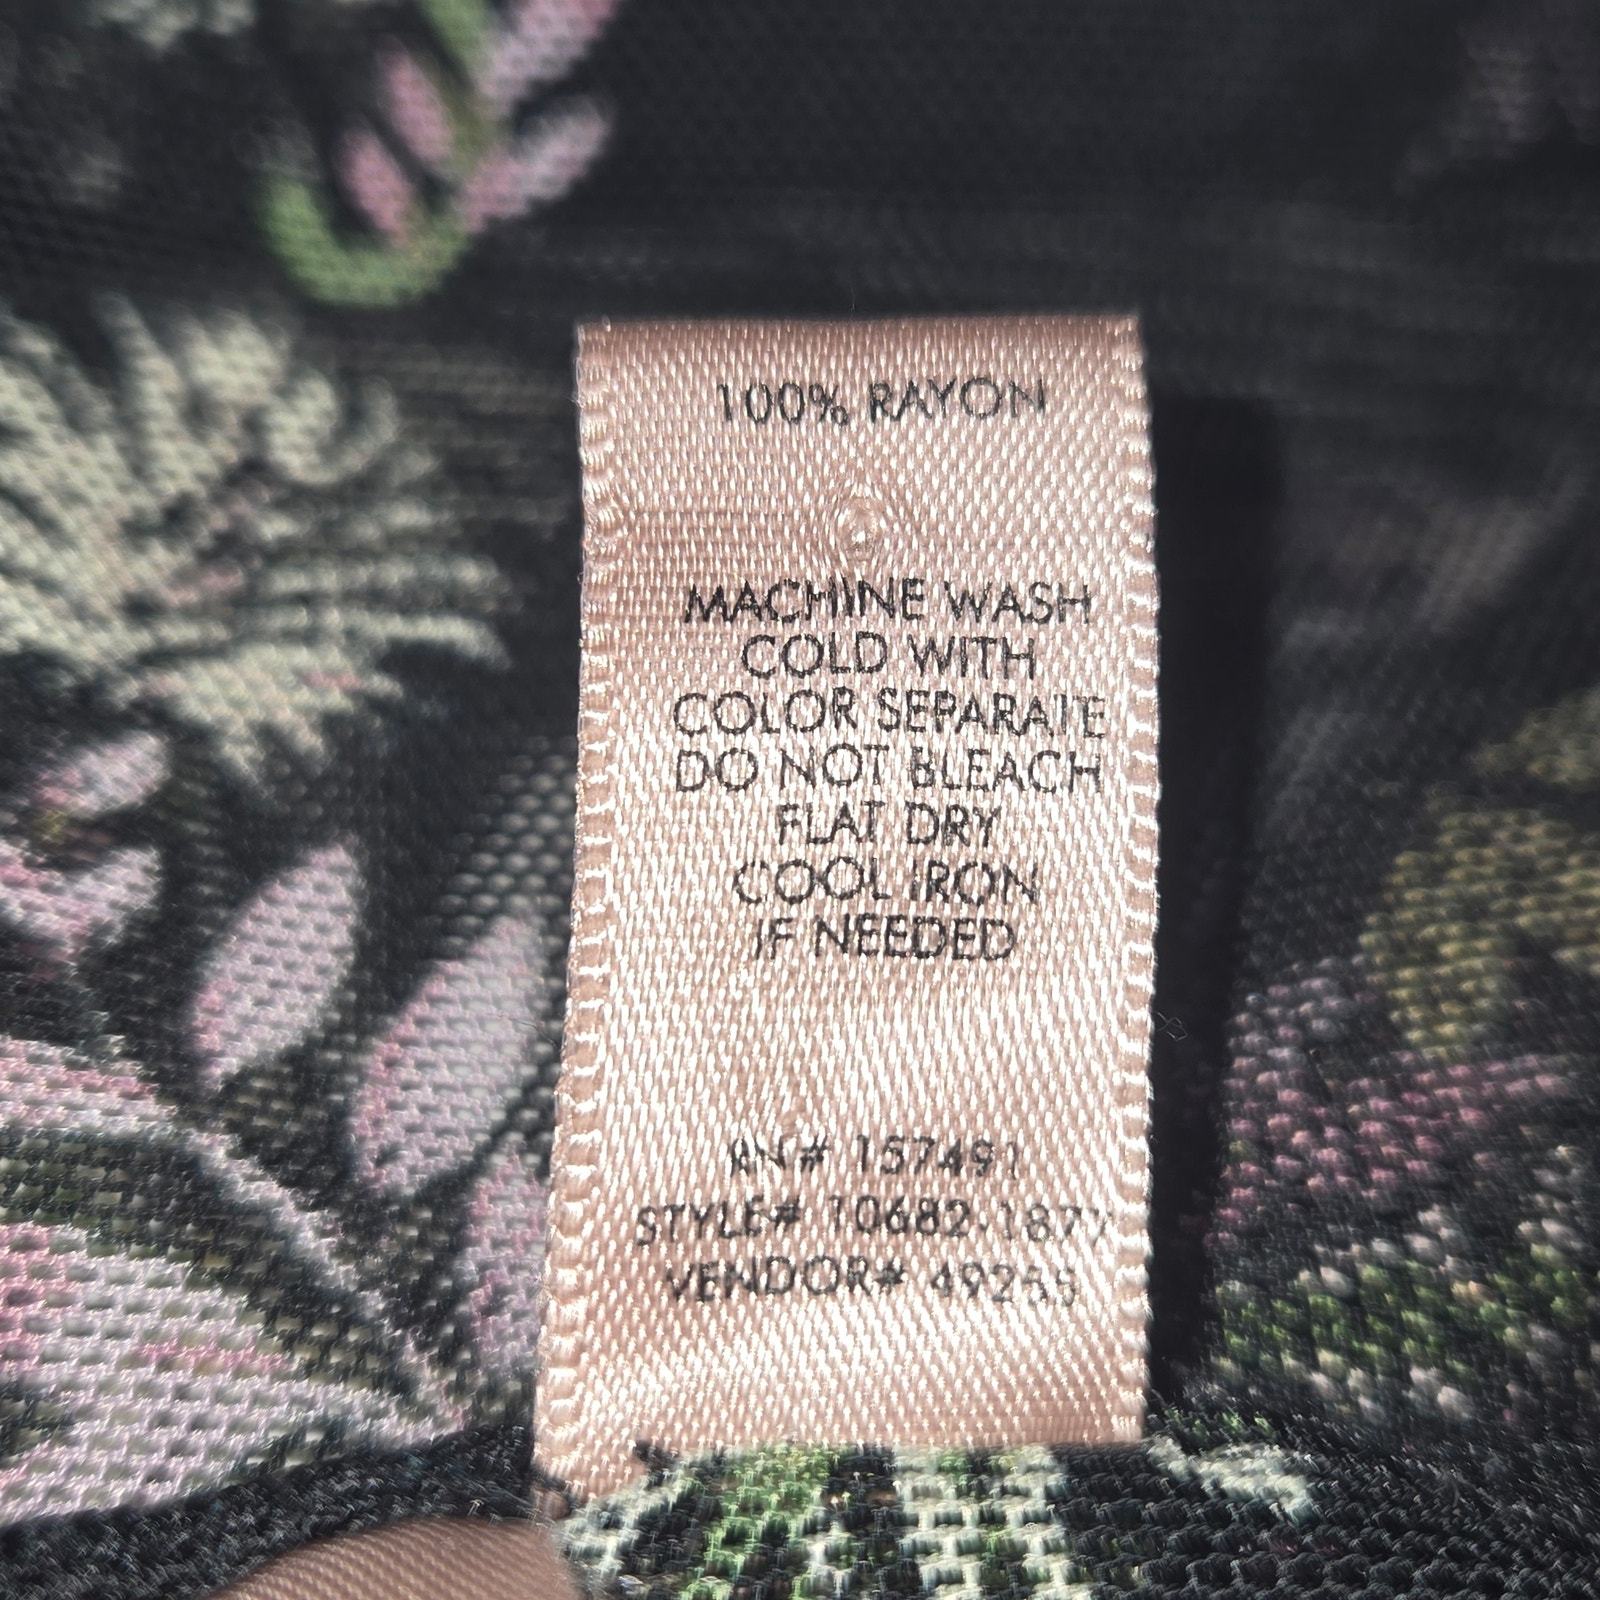 100% RAYON
MACHINE WASH
COLD WITH
COLOR SEPARATE
DO NOT BLEACH
FLAT DRY
COOL IRON
IF NEEDED
RN# 157491
STYLE# 10682-1877
VENDOR# 49255